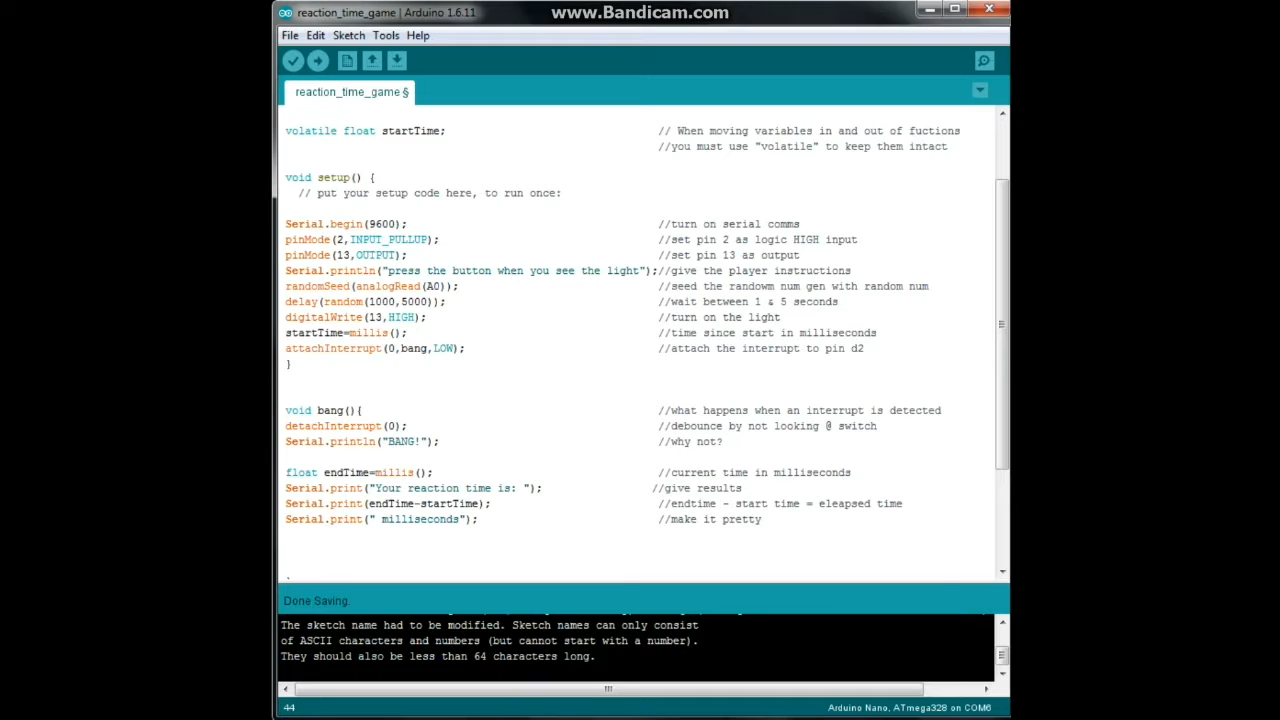 reaction_time_game | Arduino 1.6.11
www.Bandicam.com
File Edit Sketch Tools Help
reaction_time_game §
volatile float startTime; // When moving variables in and out of fuctions
//you must use "volatile" to keep them intact
void setup() {
// put your setup code here, to run once:
Serial.begin(9600); //turn on serial comms
pinMode(2,INPUT_PULLUP); //set pin 2 as logic HIGH input
pinMode(13,OUTPUT); //set pin 13 as output
Serial.println("press the button when you see the light");//give the player instructions
randomSeed(analogRead(A0)); //seed the randowm num gen with random num
delay(random(1000,5000)); //wait between 1 & 5 seconds
digitalWrite(13,HIGH); //turn on the light
startTime=millis(); //time since start in milliseconds
attachInterrupt(0,bang,LOW); //attach the interrupt to pin d2
}
void bang(){ //what happens when an interrupt is detected
detachInterrupt(0); //debounce by not looking @ switch
Serial.println("BANG!"); //why not?
float endTime=millis(); //current time in milliseconds
Serial.print("Your reaction time is: "); //give results
Serial.print(endTime-startTime); //endtime - start time = eleapsed time
Serial.print(" milliseconds"); //make it pretty
Done Saving.
The sketch name had to be modified. Sketch names can only consist
of ASCII characters and numbers (but cannot start with a number).
They should also be less than 64 characters long.
44
Arduino Nano, ATmega328 on COM6